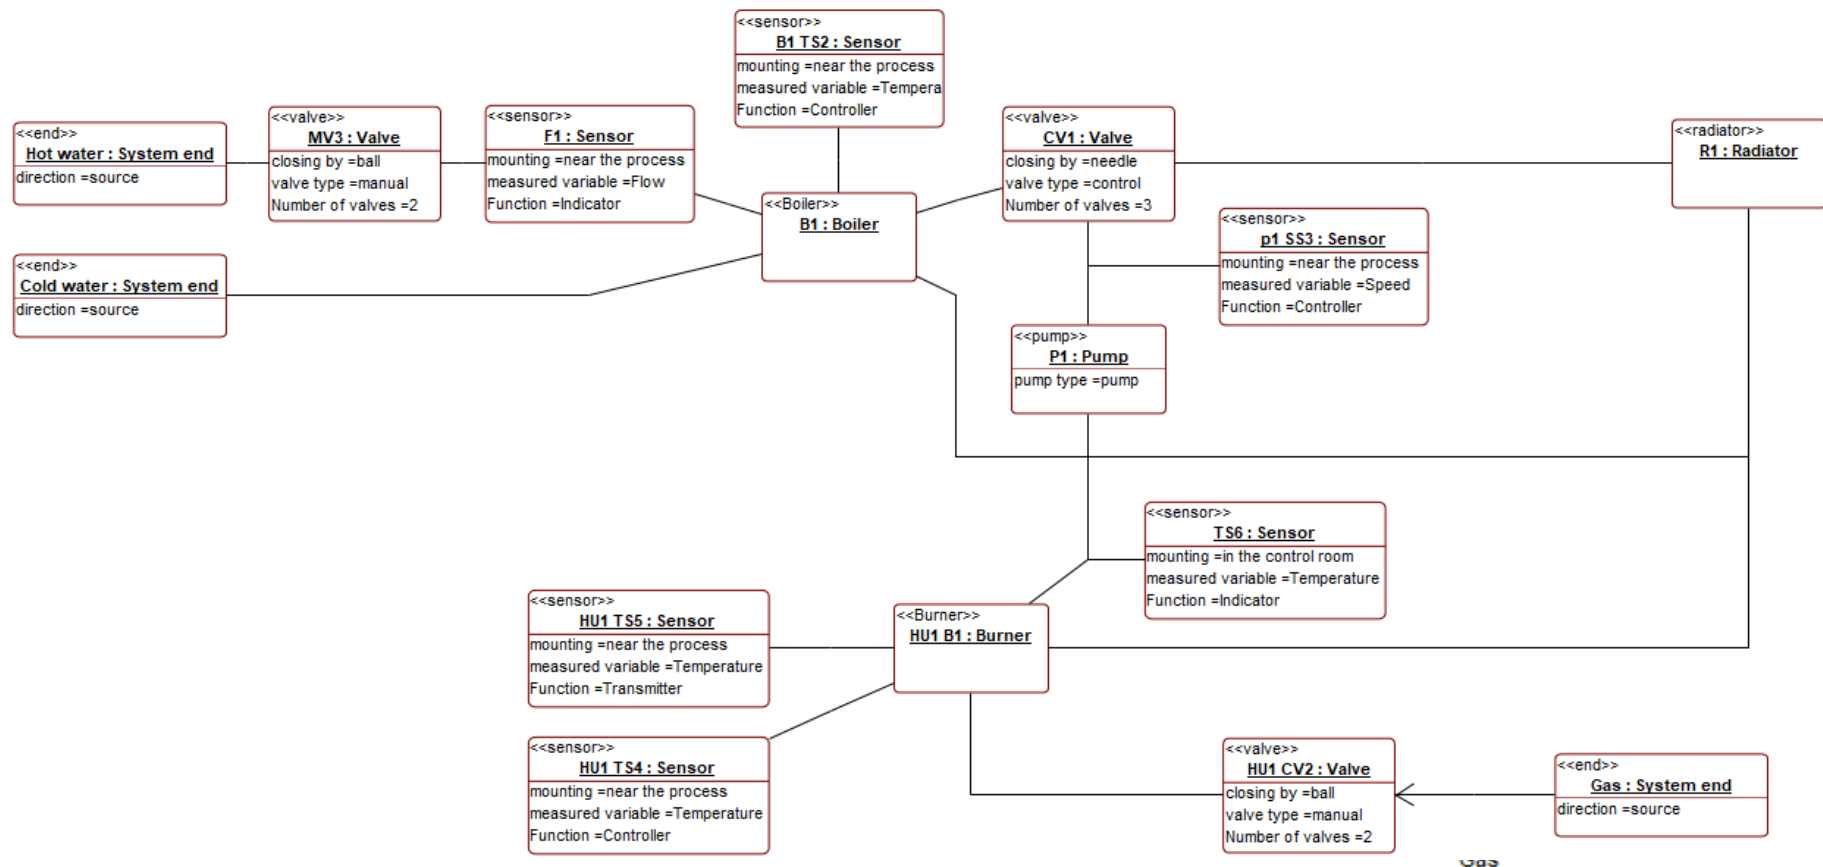 <<sensor>>
B1 TS2 : Sensor
mounting =near the process
measured variable =Tempera
Function =Controller
<<end>>
Hot water : System end
direction =source
<<valve>>
MV3 : Valve
closing by =ball
valve type =manual
Number of valves =2
<<sensor>>
F1 : Sensor
mounting =near the process
measured variable =Flow
Function =Indicator
<<valve>>
CV1 : Valve
closing by =needle
valve type =control
Number of valves =3
<<radiator>>
R1 : Radiator
<<Boiler>>
B1 : Boiler
<<sensor>>
p1 SS3 : Sensor
mounting =near the process
measured variable =Speed
Function =Controller
<<end>>
Cold water : System end
direction =source
<<pump>>
P1 : Pump
pump type =pump
<<sensor>>
TS6 : Sensor
mounting =in the control room
measured variable =Temperature
Function =Indicator
<<sensor>>
HU1 TS5 : Sensor
mounting =near the process
measured variable =Temperature
Function =Transmitter
<<Burner>>
HU1 B1 : Burner
<<sensor>>
HU1 TS4 : Sensor
mounting =near the process
measured variable =Temperature
Function =Controller
<<valve>>
HU1 CV2 : Valve
closing by =ball
valve type =manual
Number of valves =2
<<end>>
Gas : System end
direction =source
Gas